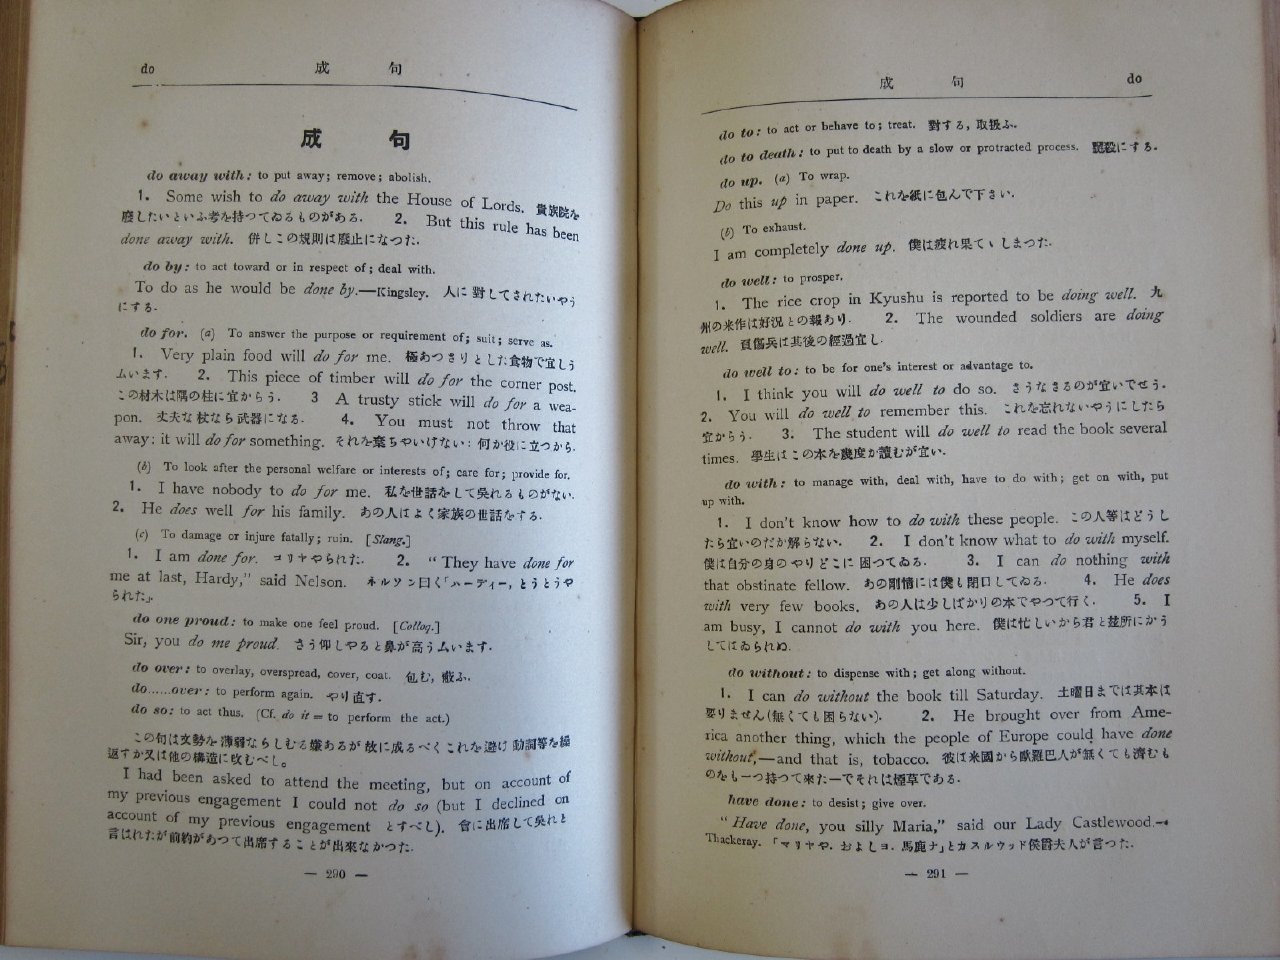 do 成句
成句
do away with: to put away; remove; abolish.
1. Some wish to do away with the House of Lords. 貴族院を
廢したいといふ考を持つてゐるものがある. 2. But this rule has been
done away with. 併しこの規則は廢止になつた.
do by: to act toward or in respect of; deal with.
To do as he would be done by.—Kingsley. 人に對してされたいやう
にする.
do for. (a) To answer the purpose or requirement of; suit; serve as.
1. Very plain food will do for me. 極あつさりとした食物で宜しう
ムいます. 2. This piece of timber will do for the corner post.
この材木は隅の柱に宜からう. 3 A trusty stick will do for a wea-
pon. 丈夫な杖なら武器になる. 4. You must not throw that
away: it will do for something. それを棄ちやいけない: 何か役に立つから.
(b) To look after the personal welfare or interests of; care for; provide for.
1. I have nobody to do for me. 私を世話をして吳れるものがない.
2. He does well for his family. あの人はよく家族の世話をする.
(c) To damage or injure fatally; ruin. [Slang.]
1. I am done for. コリヤやられた. 2. “They have done for
me at last, Hardy,” said Nelson. ネルソン曰く「ハーディー, とうとうや
られた」.
do one proud: to make one feel proud. [Colloq.]
Sir, you do me proud. さう仰しやると鼻が高うムいます.
do over: to overlay, overspread, cover, coat. 包む, 蔽ふ.
do......over: to perform again. やり直す.
do so: to act thus. (Cf. do it = to perform the act.)
この句は文勢を薄弱ならしむる嫌あるが故に成るべくこれを避け動詞等を繰
返すか又は他の構造に改むべし。
I had been asked to attend the meeting, but on account of
my previous engagement I could not do so (but I declined on
account of my previous engagement とすべし). 會に出席して吳れと
言はれたが前約があつて出席することが出來なかつた.
— 290 —
成句 do
do to: to act or behave to; treat. 對する, 取扱ふ.
do to death: to put to death by a slow or protracted process. 殺にする.
do up. (a) To wrap.
Do this up in paper. これを紙に包んで下さい.
(b) To exhaust.
I am completely done up. 僕は疲れ果てゝしまつた.
do well: to prosper.
1. The rice crop in Kyushu is reported to be doing well. 九
州の米作は好況との報あり. 2. The wounded soldiers are doing
well. 負傷兵は其後の經過宜し.
do well to: to be for one's interest or advantage to.
1. I think you will do well to do so. さうなさるのが宜いでせう.
2. You will do well to remember this. これを忘れないやうにしたら
宜からう. 3. The student will do well to read the book several
times. 學生はこの本を幾度か讀むが宜い.
do with: to manage with, deal with, have to do with; get on with, put
up with.
1. I don't know how to do with these people. この人等はどうし
たら宜いのだか解らない. 2. I don't know what to do with myself.
僕は自分の身のやりどこに困つてゐる. 3. I can do nothing with
that obstinate fellow. あの剛情には僕も閉口してゐる. 4. He does
with very few books. あの人は少しばかりの本でやつて行く. 5. I
am busy, I cannot do with you here. 僕は忙しいから君と玆所にかう
してはゐられぬ.
do without: to dispense with; get along without.
1. I can do without the book till Saturday. 土曜日までは其本は
要りません(無くても困らない). 2. He brought over from Ame-
rica another thing, which the people of Europe could have done
without,—and that is, tobacco. 彼は米國から歐羅巴人が無くても濟むも
のをも一つ持つて來た—でそれは煙草である.
have done: to desist; give over.
“Have done, you silly Maria,” said our Lady Castlewood.—
Thackeray. 「マリヤや. およしヨ. 馬鹿ナ」とカスルウッド侯爵夫人が言つた.
— 291 —